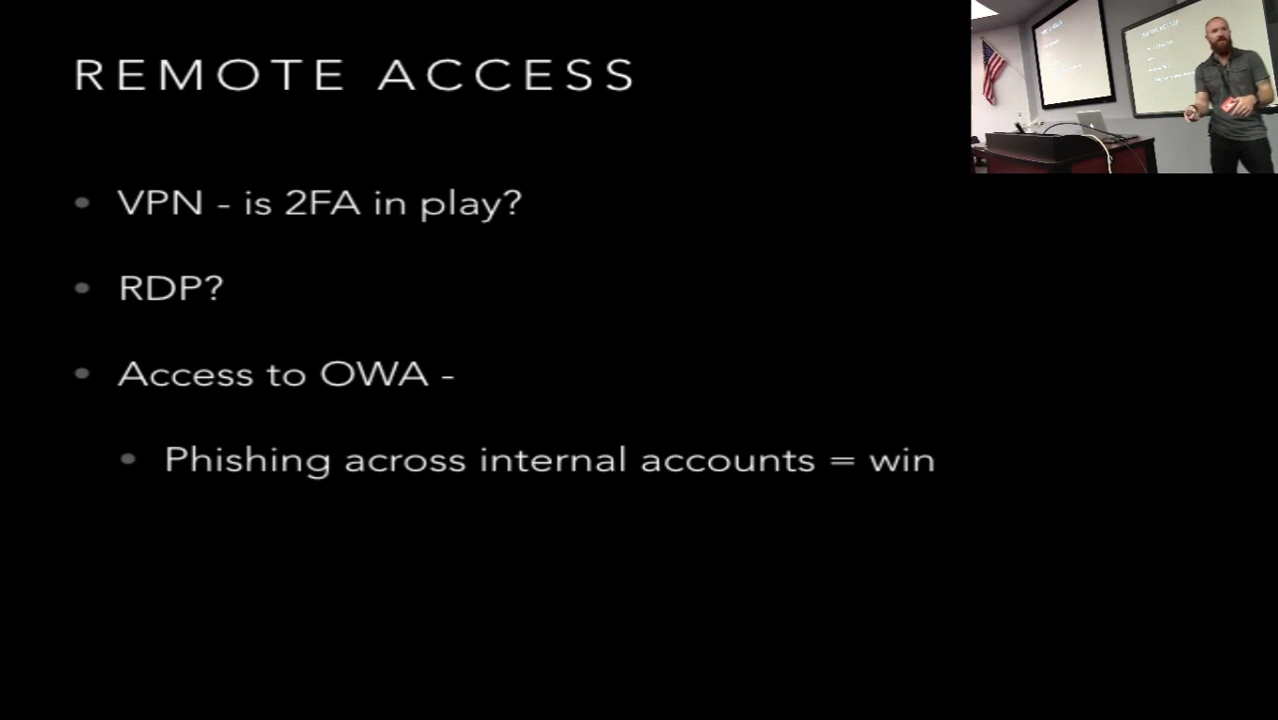 REMOTE ACCESS
VPN - is 2FA in play?
RDP?
Access to OWA -
Phishing across internal accounts = win